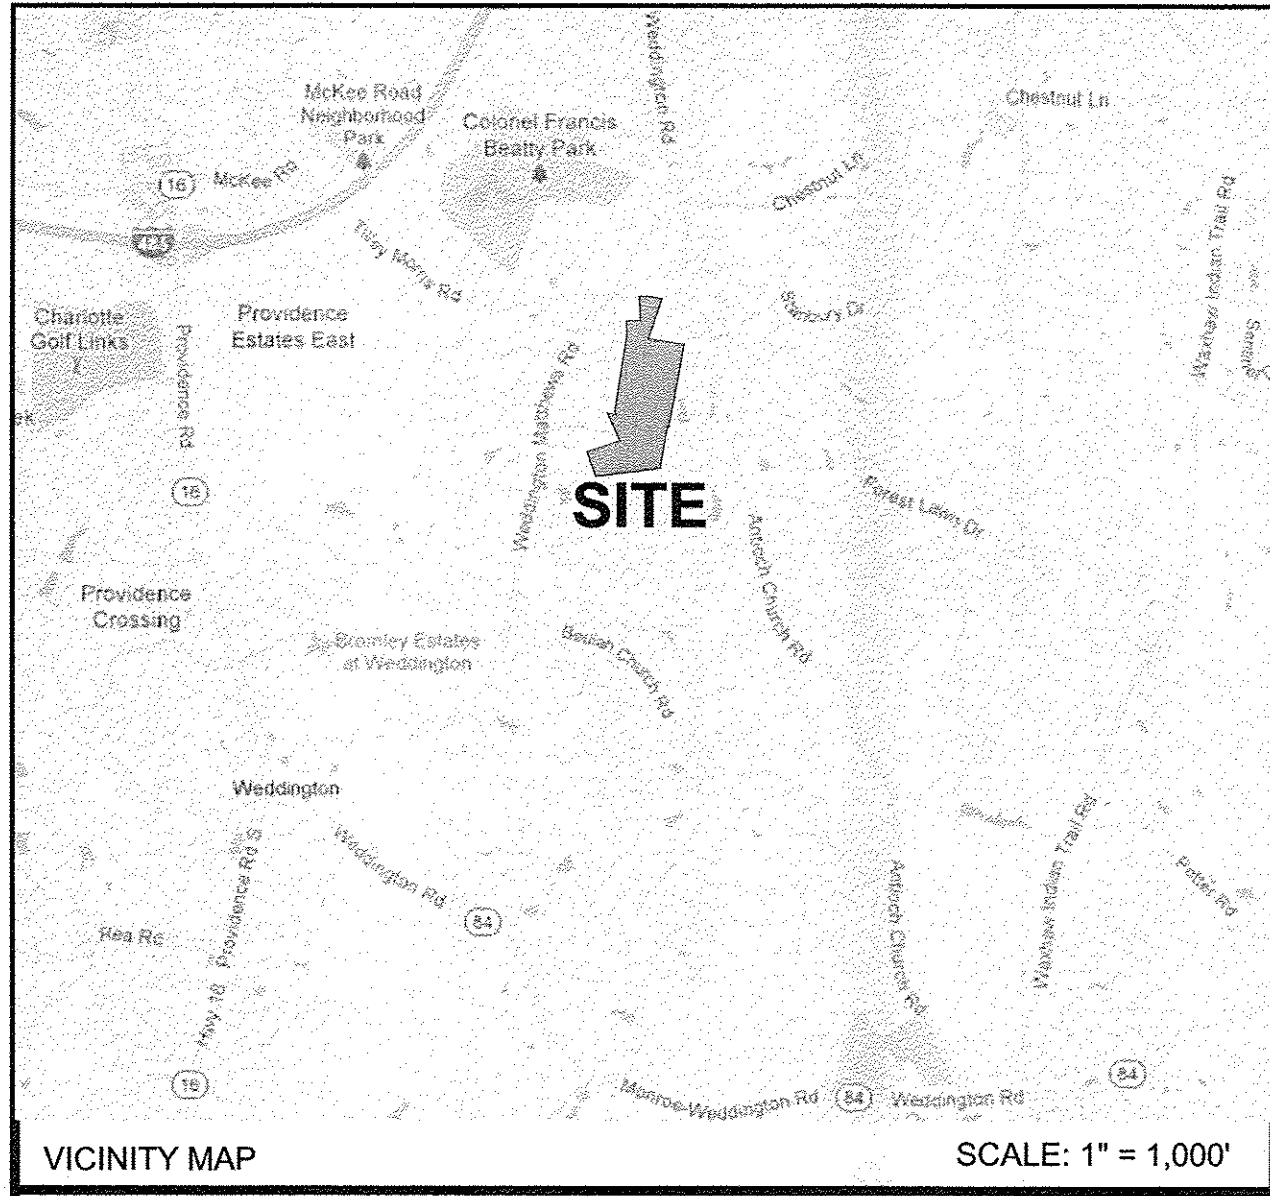 Weddington Rd
McKee Road
Neighborhood
Park
Colonel Francis
Beatty Park
Chestnut Ln
16
McKee Rd
Chestnut Ln
485
Tilley Morris Rd
Waxhaw Indian Trail Rd
Charlotte
Golf Links
Providence
Estates East
Providence Rd
Weddington Matthews Rd
16
SITE
Forest Lawn Dr
Antioch Church Rd
Providence
Crossing
Bromley Estates
at Weddington
Beulah Church Rd
Weddington
Weddington Rd
84
Providence Rd S
Hwy 16
Rea Rd
Antioch Church Rd
Waxhaw Indian Trail Rd
Potter Rd
16
Monroe-Weddington Rd
84
Weddington Rd
84
VICINITY MAP
SCALE: 1" = 1,000'